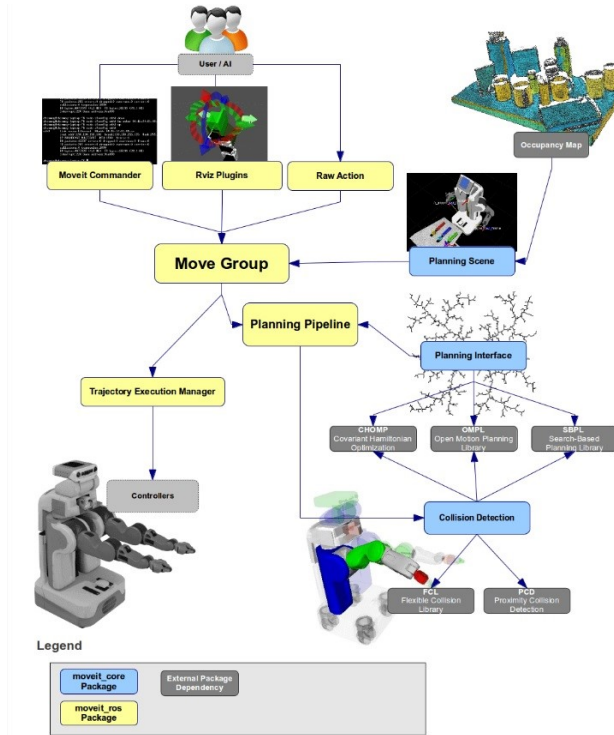 User / AI
Moveit Commander
Rviz Plugins
Raw Action
Occupancy Map
Move Group
Planning Scene
Planning Pipeline
Planning Interface
Trajectory Execution Manager
CHOMP
Covariant Hamiltonian
Optimization
OMPL
Open Motion Planning
Library
SBPL
Search-Based
Planning Library
Controllers
Collision Detection
FCL
Flexible Collision
Library
PCD
Proximity Collision
Detection
Legend
moveit_core
Package
External Package
Dependency
moveit_ros
Package